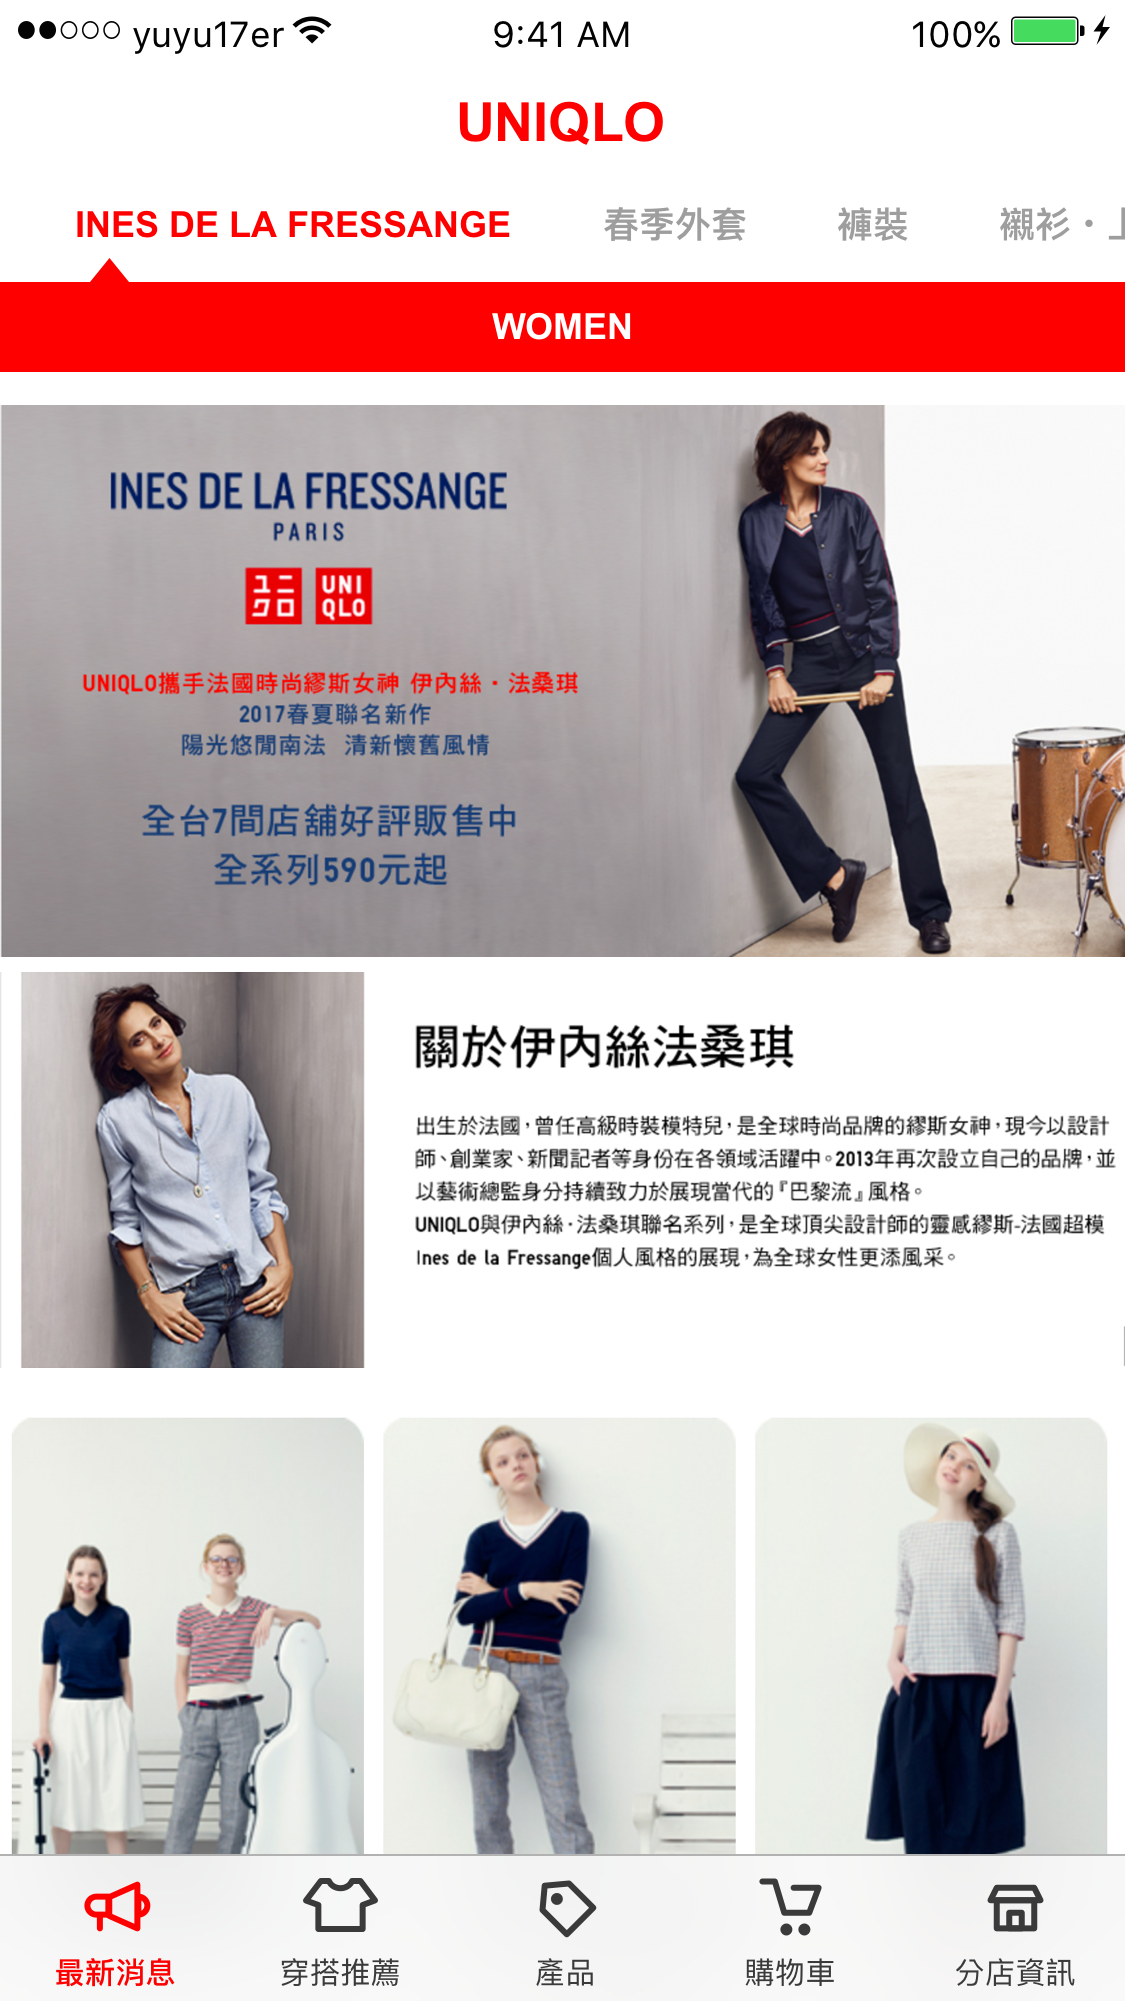 yuyu17er 9:41 AM 100%
UNIQLO
INES DE LA FRESSANGE 春季外套 褲裝 襯衫・上
WOMEN
INES DE LA FRESSANGE
PARIS
ユニクロ UNIQLO
UNIQLO攜手法國時尚繆斯女神 伊內絲・法桑琪
2017春夏聯名新作
陽光悠閒南法 清新懷舊風情
全台7間店舖好評販售中
全系列590元起
關於伊內絲法桑琪
出生於法國，曾任高級時裝模特兒，是全球時尚品牌的繆斯女神，現今以設計
師、創業家、新聞記者等身份在各領域活躍中。2013年再次設立自己的品牌，並
以藝術總監身分持續致力於展現當代的『巴黎流』風格。
UNIQLO與伊內絲・法桑琪聯名系列，是全球頂尖設計師的靈感繆斯-法國超模
Ines de la Fressange個人風格的展現，為全球女性更添風采。
最新消息 穿搭推薦 產品 購物車 分店資訊